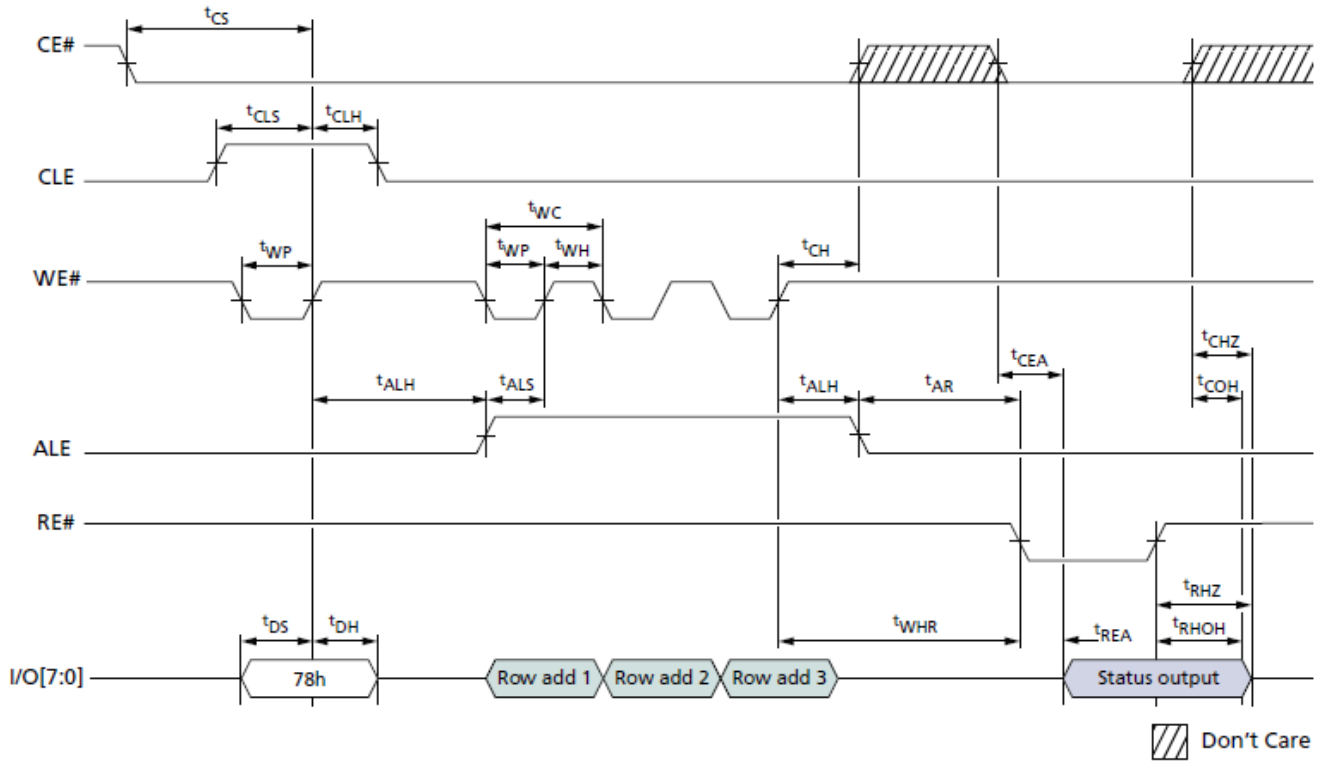 tCS
CE#
tCLS tCLH
CLE
tWC
tWP tWP tWH tCH
WE#
tCHZ
tCEA
tALH tALS tALH tAR tCOH
ALE
RE#
tRHZ
tDS tDH tWHR tREA tRHOH
I/O[7:0] 78h Row add 1 Row add 2 Row add 3 Status output
Don't Care